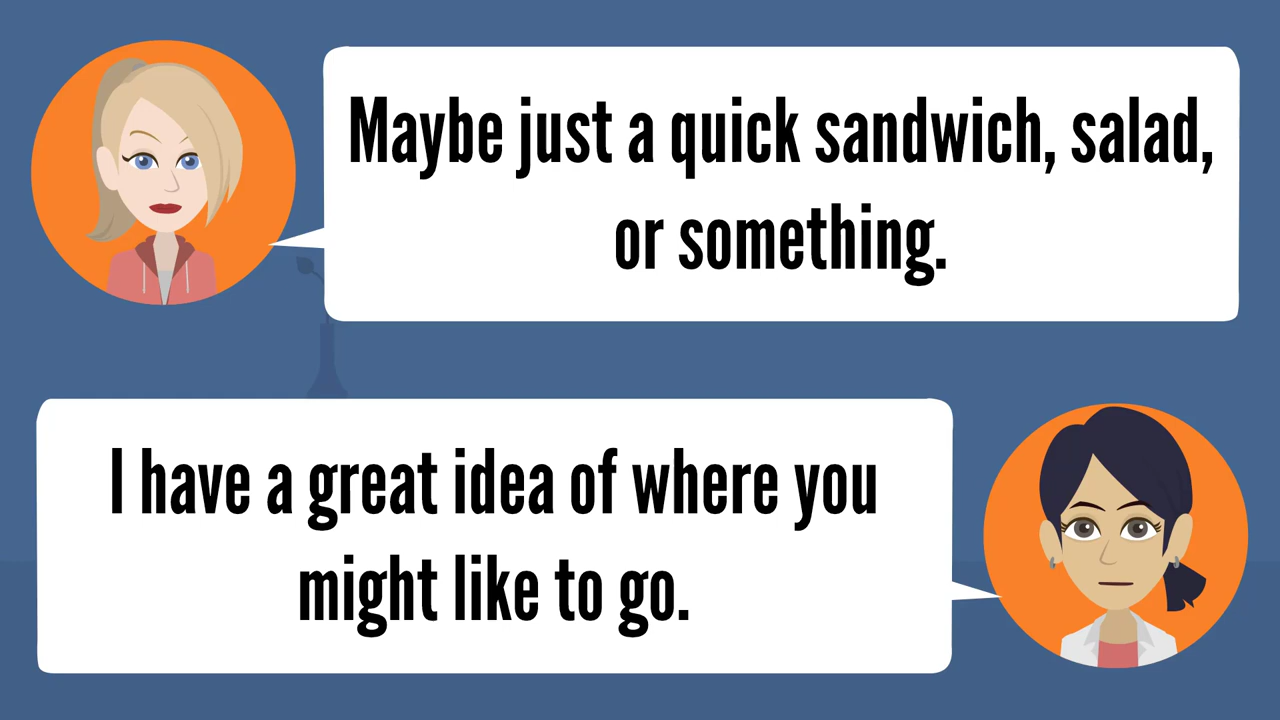 Maybe just a quick sandwich, salad,
or something.
I have a great idea of where you
might like to go.